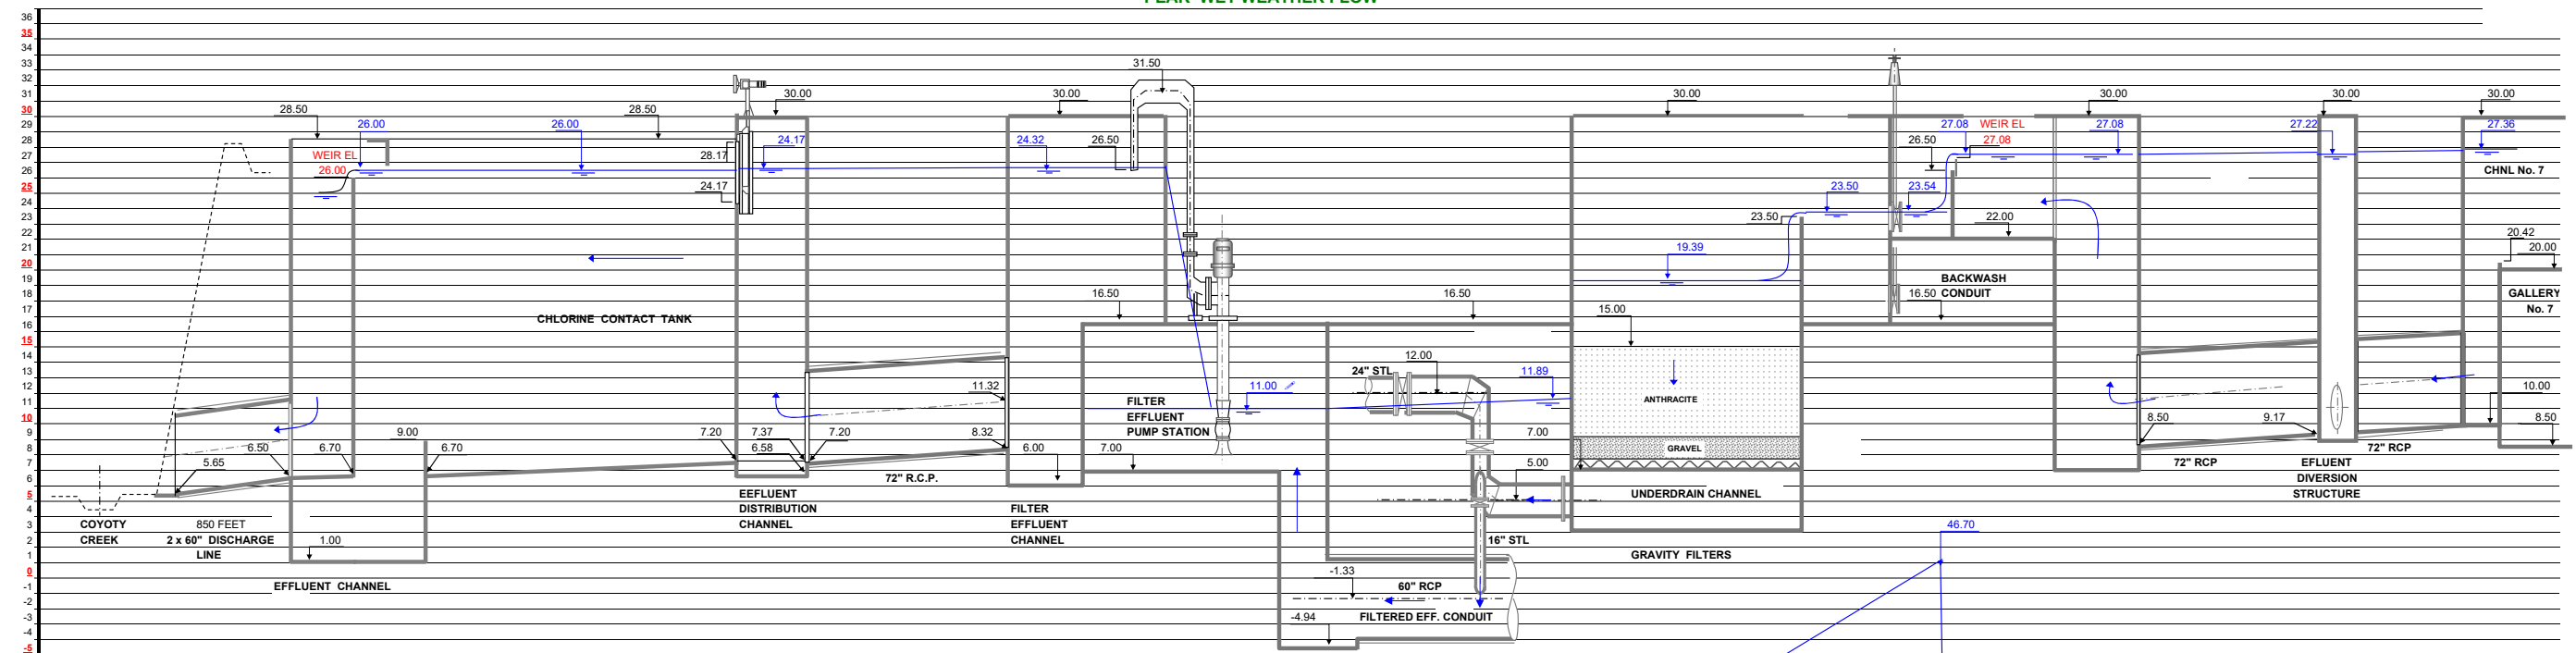 PEAK WET WEATHER FLOW
36
35
34
33
32
31
30
29
28
27
26
25
24
23
22
21
20
19
18
17
16
15
14
13
12
11
10
9
8
7
6
5
4
3
2
1
0
-1
-2
-3
-4
-5
28.50
26.00
WEIR EL
26.00
26.00
28.50
28.17
24.17
30.00
24.17
24.32
30.00
31.50
26.50
30.00
23.50
23.50
23.54
27.08
WEIR EL
27.08
26.50
22.00
27.08
30.00
27.22
30.00
30.00
27.36
CHNL No. 7
20.42
20.00
GALLERY
No. 7
19.39
BACKWASH
CONDUIT
16.50
16.50
16.50
15.00
CHLORINE CONTACT TANK
24" STL
12.00
11.89
11.00
11.32
ANTHRACITE
GRAVEL
FILTER
EFFLUENT
PUMP STATION
10.00
8.50
9.17
8.50
72" RCP
72" RCP
EFLUENT
DIVERSION
STRUCTURE
7.00
5.00
UNDERDRAIN CHANNEL
5.65
6.50
6.70
9.00
6.70
7.20
7.37
6.58
7.20
8.32
6.00
7.00
72" R.C.P.
EEFLUENT
DISTRIBUTION
CHANNEL
FILTER
EFFLUENT
CHANNEL
COYOTY
CREEK
850 FEET
2 x 60" DISCHARGE
LINE
1.00
EFFLUENT CHANNEL
16" STL
GRAVITY FILTERS
46.70
-1.33
60" RCP
-4.94
FILTERED EFF. CONDUIT